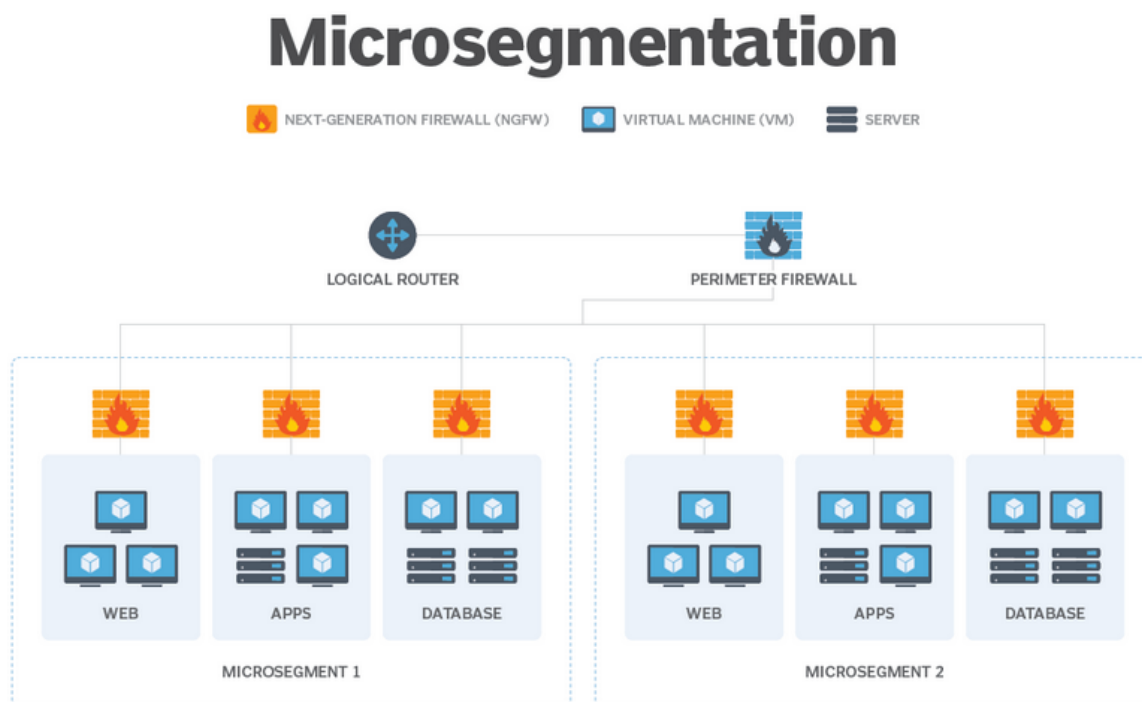 Microsegmentation
NEXT-GENERATION FIREWALL (NGFW)
VIRTUAL MACHINE (VM)
SERVER
LOGICAL ROUTER
PERIMETER FIREWALL
WEB
APPS
DATABASE
MICROSEGMENT 1
WEB
APPS
DATABASE
MICROSEGMENT 2